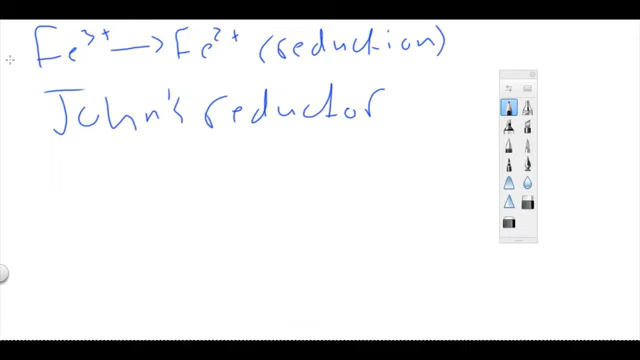 Fe³⁺ → Fe²⁺ (reduction)
John's reductor